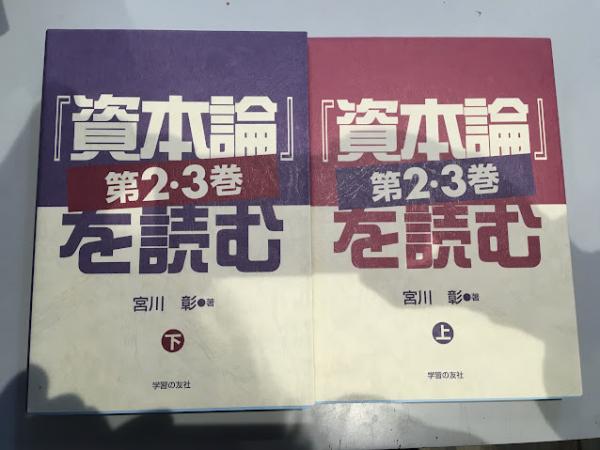 『資本論』
第2・3巻
を読む
宮川 彰●著
下
学習の友社
『資本論』
第2・3巻
を読む
宮川 彰●著
上
学習の友社